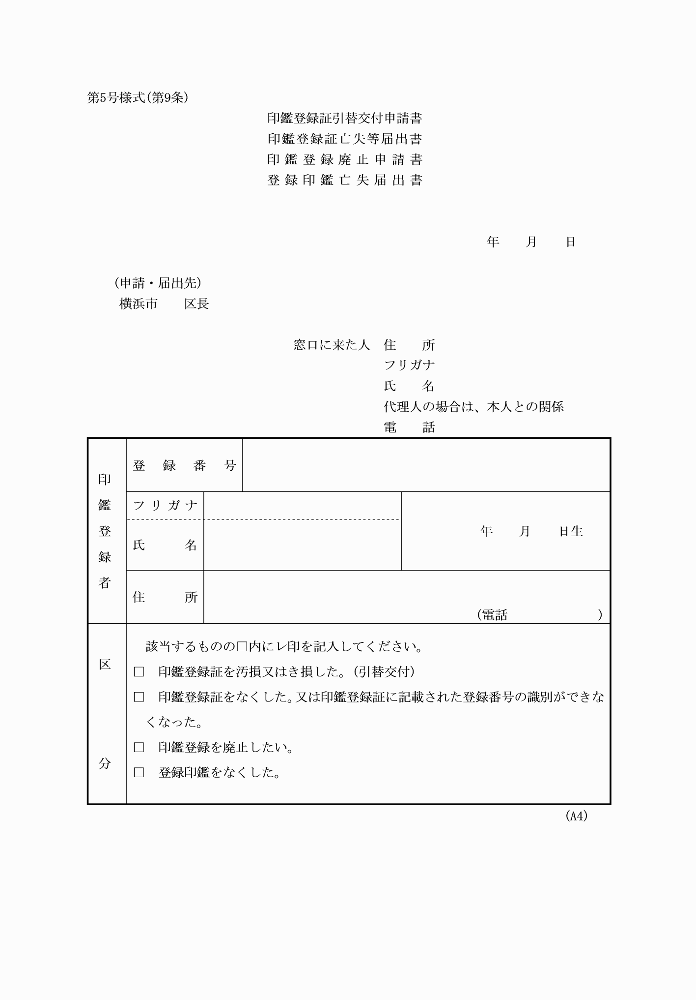 第5号様式(第9条)
印鑑登録証引替交付申請書
印鑑登録証亡失等届出書
印鑑登録廃止申請書
登録印鑑亡失届出書
年　　月　　日
(申請・届出先)
横浜市　　区長
窓口に来た人　住　　所
フリガナ
氏　　名
代理人の場合は、本人との関係
電　　話
印鑑登録者
登録番号
フリガナ
氏　　名
年　　月　　日生
住　　所
(電話　　　　　　　)
区分
該当するものの□内にレ印を記入してください。
□　印鑑登録証を汚損又はき損した。(引替交付)
□　印鑑登録証をなくした。又は印鑑登録証に記載された登録番号の識別ができな
くなった。
□　印鑑登録を廃止したい。
□　登録印鑑をなくした。
(A4)